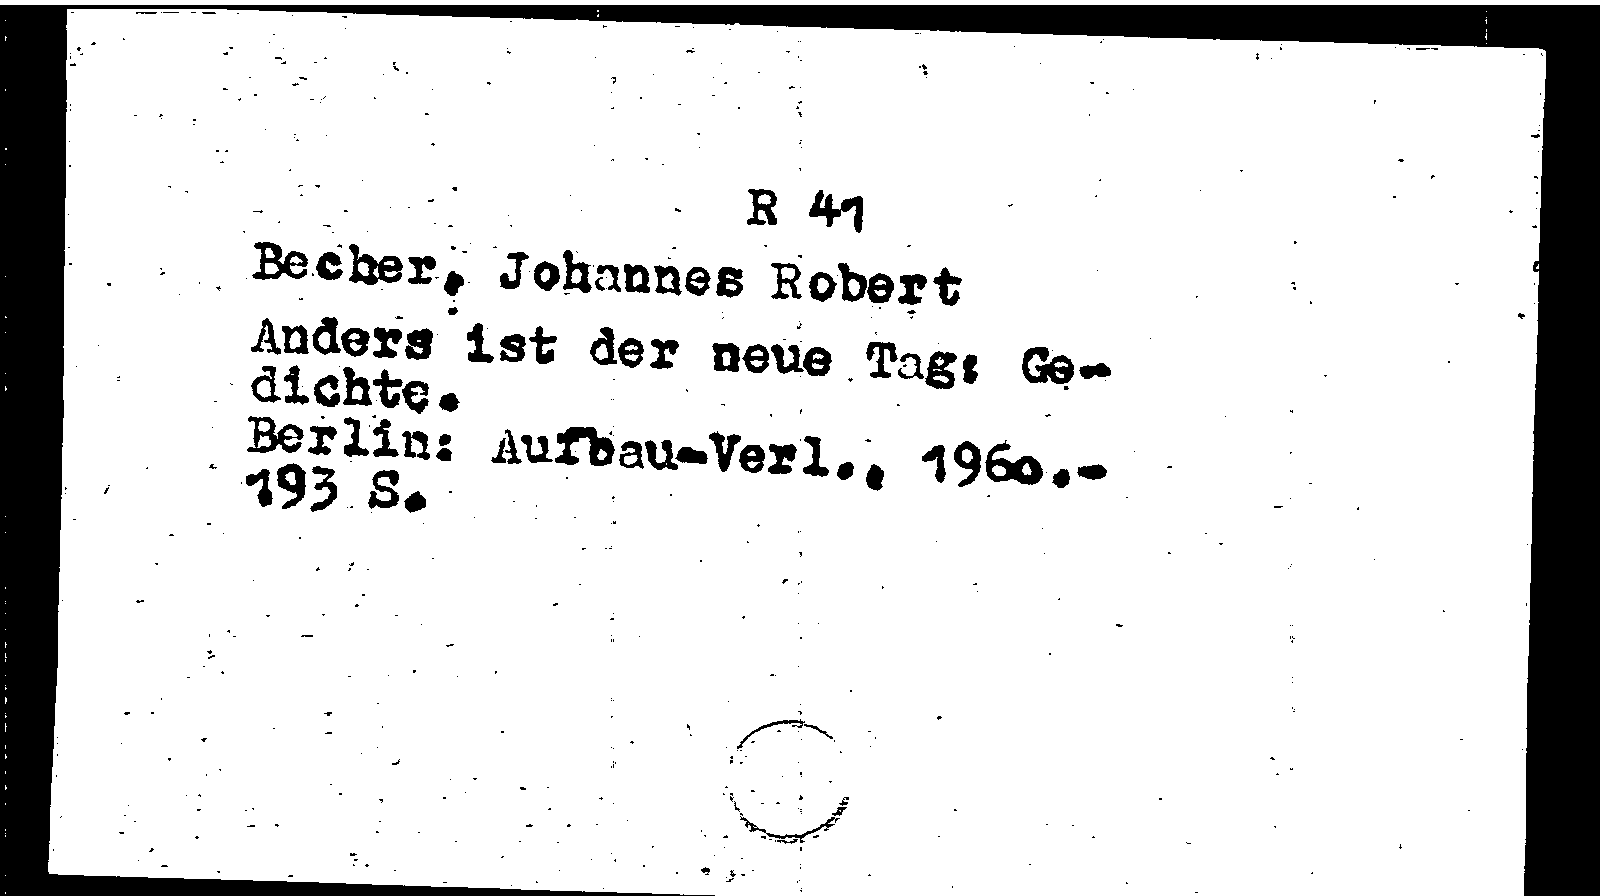 R 41
Becher, Johannes Robert
Anders ist der neue Tag: Ge-
dichte.
Berlin: Aufbau-Verl., 1960.-
193 S.